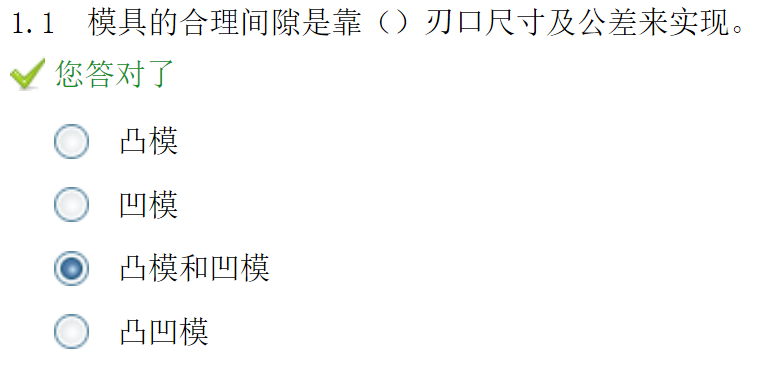 1.1 模具的合理间隙是靠（）刃口尺寸及公差来实现。
您答对了
凸模
凹模
凸模和凹模
凸凹模